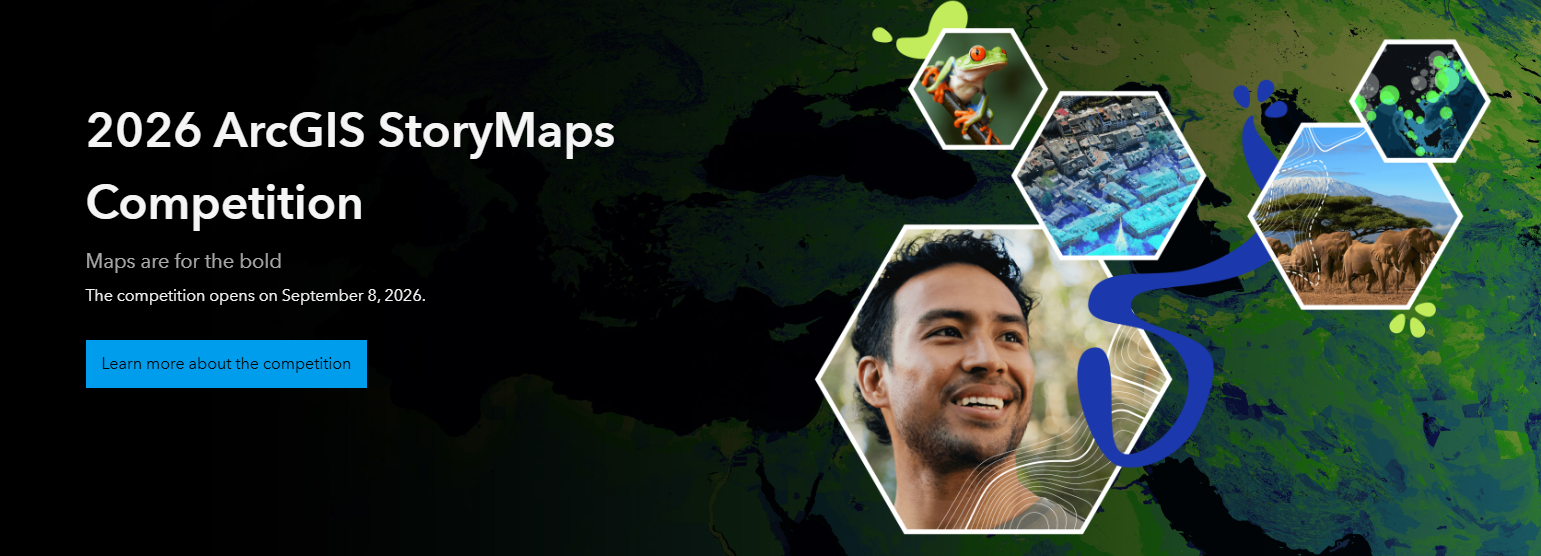 2026 ArcGIS StoryMaps
Competition
Maps are for the bold
The competition opens on September 8, 2026.
Learn more about the competition